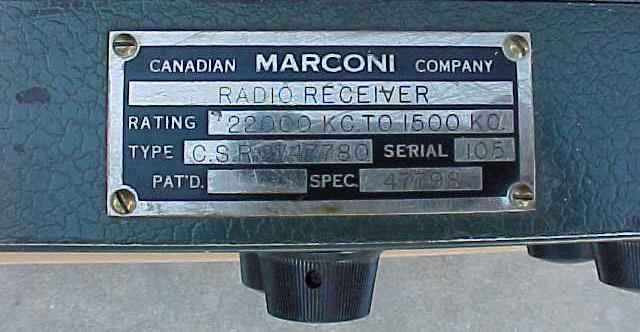 CANADIAN MARCONI COMPANY
RADIO RECEIVER
RATING 22000 KC. TO 1500 KC.
TYPE SERIAL 105
PAT'D. SPEC. 47798